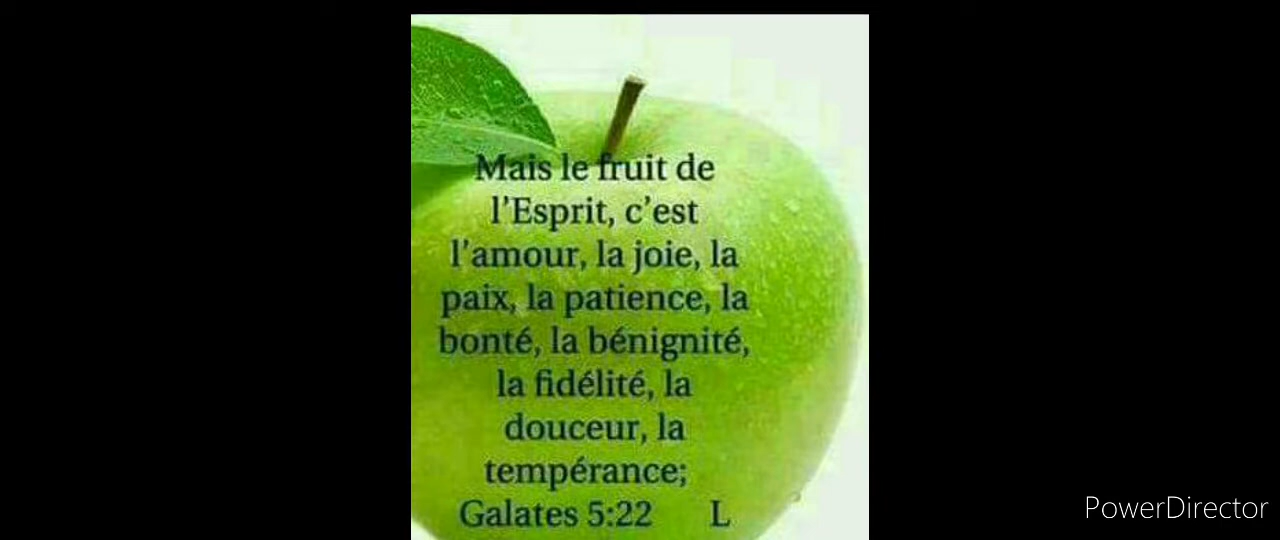 Mais le fruit de
l'Esprit, c'est
l'amour, la joie, la
paix, la patience, la
bonté, la bénignité,
la fidélité, la
douceur, la
tempérance;
Galates 5:22 L
PowerDirector